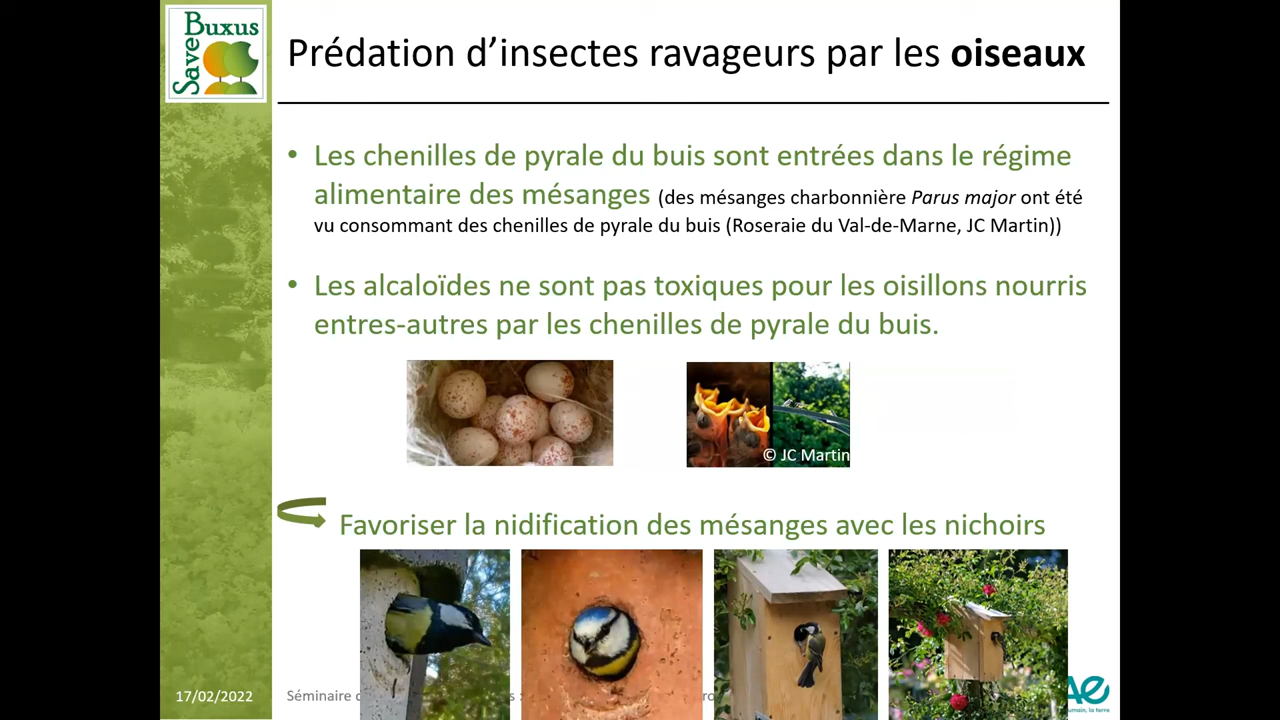 Save Buxus
Prédation d’insectes ravageurs par les oiseaux
• Les chenilles de pyrale du buis sont entrées dans le régime
alimentaire des mésanges (des mésanges charbonnière Parus major ont été
vu consommant des chenilles de pyrale du buis (Roseraie du Val-de-Marne, JC Martin))
• Les alcaloïdes ne sont pas toxiques pour les oisillons nourris
entres-autres par les chenilles de pyrale du buis.
© JC Martin
Favoriser la nidification des mésanges avec les nichoirs
17/02/2022
Séminaire
umain, la terre